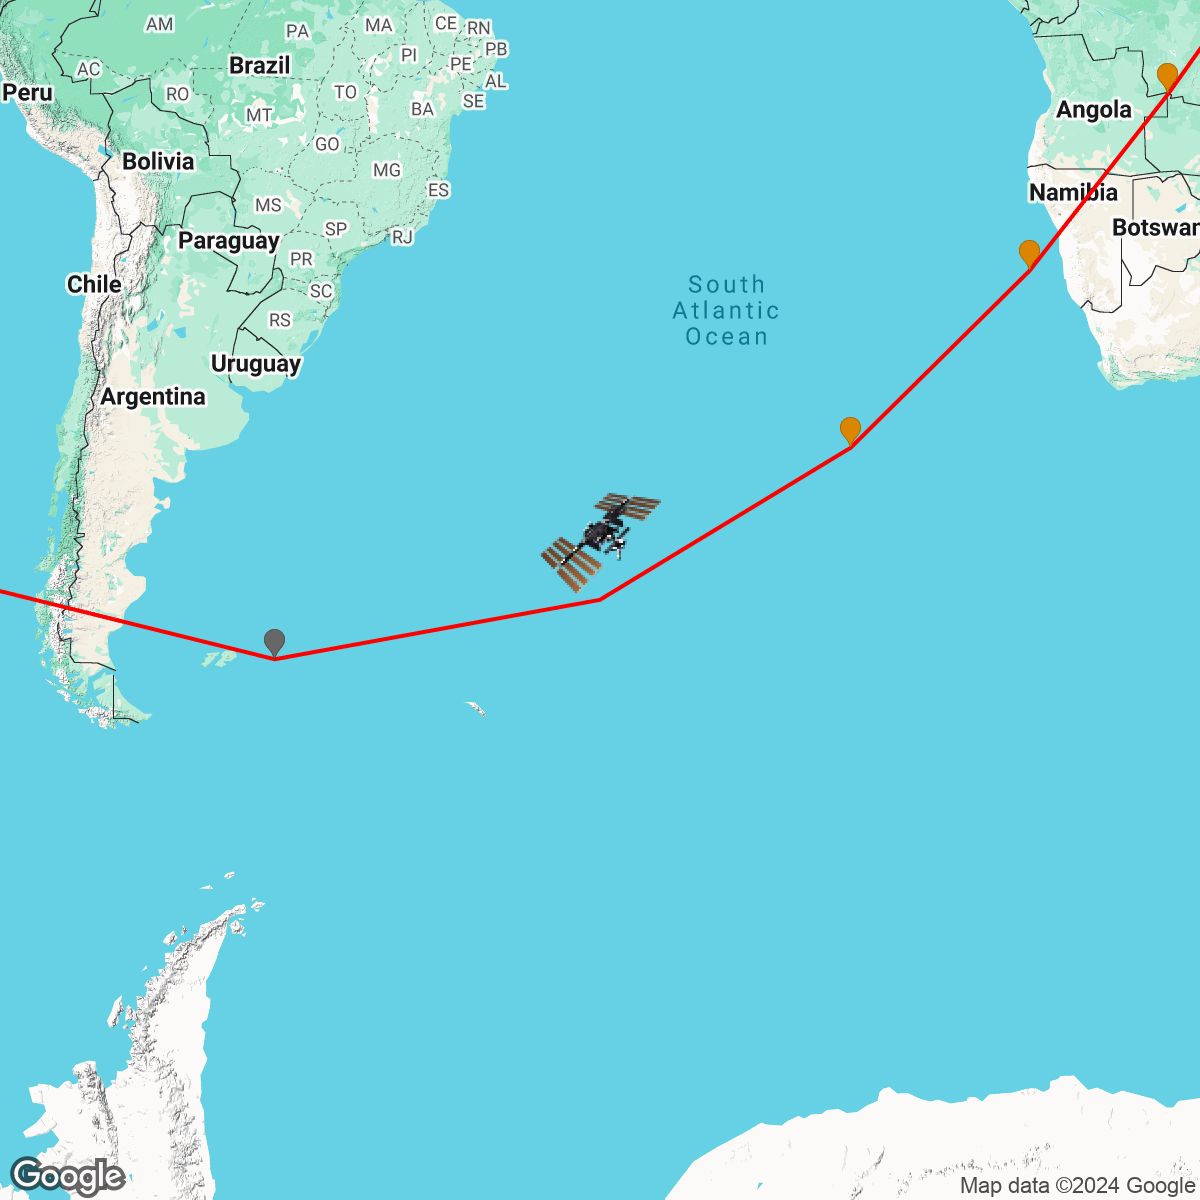 AM
PA
MA
CE
RN
PB
PI
PE
AL
SE
AC
RO
TO
BA
MT
GO
MG
ES
MS
SP
RJ
PR
SC
RS
Brazil
Peru
Bolivia
Paraguay
Chile
Uruguay
Argentina
South
Atlantic
Ocean
Angola
Namibia
Botswan
Google
Map data ©2024 Google